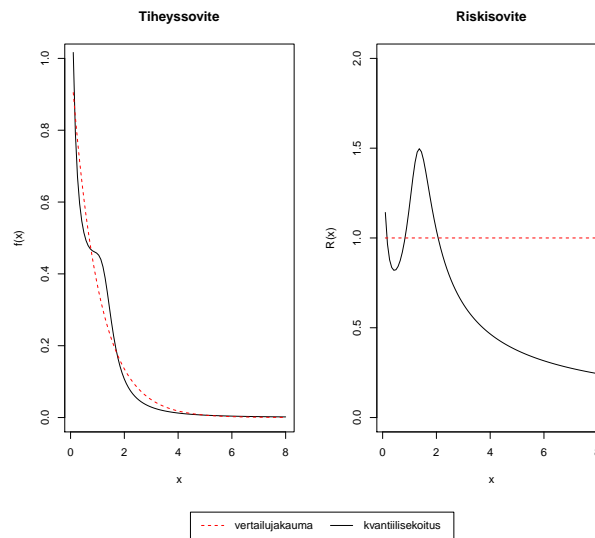 Tiheyssovite
f(x)
1.0
0.8
0.6
0.4
0.2
0.0
0 2 4 6 8
x
Riskisovite
R(x)
2.0
1.5
1.0
0.5
0.0
0 2 4 6 8
x
vertailujakauma kvantiilisekoitus